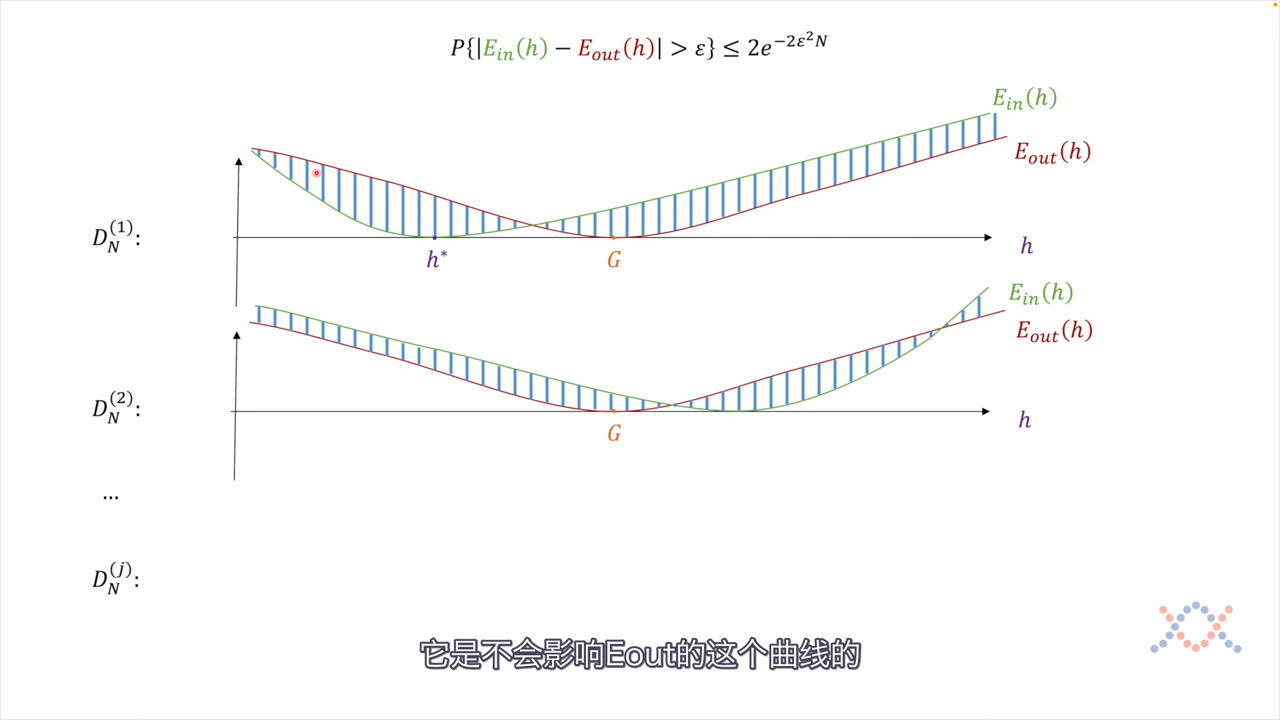 P{|E_in(h) − E_out(h)| > ε} ≤ 2e^{−2ε²N}
E_in(h)
E_out(h)
D_N^(1):
h
h*
G
E_in(h)
E_out(h)
D_N^(2):
h
G
...
D_N^(j):
它是不会影响Eout的这个曲线的